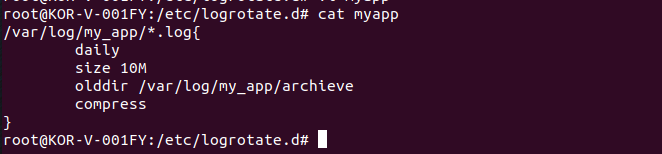 root@KOR-V-001FY:/etc/logrotate.d# cat myapp
/var/log/my_app/*.log{
daily
size 10M
olddir /var/log/my_app/archieve
compress
}
root@KOR-V-001FY:/etc/logrotate.d#